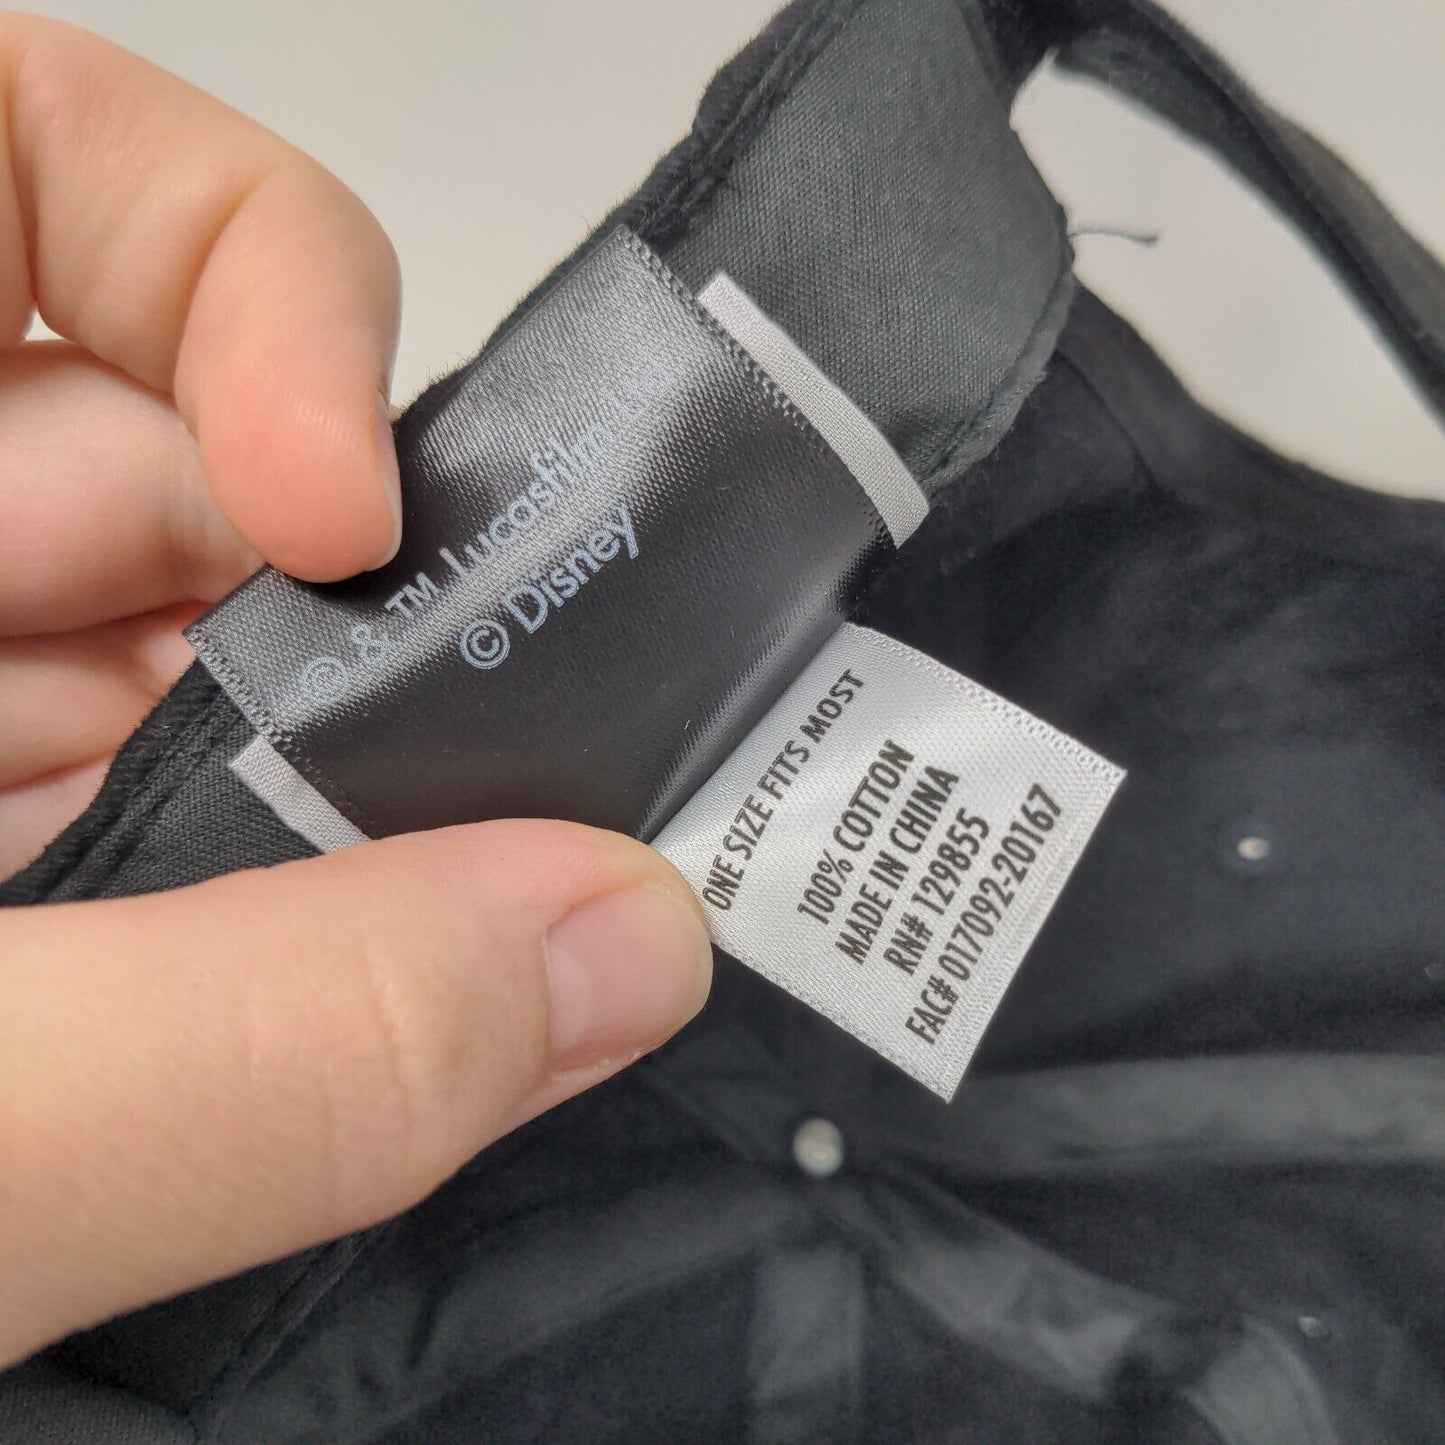 © & ™ Lucasfilm Ltd.
© Disney
ONE SIZE FITS MOST
100% COTTON
MADE IN CHINA
RN# 129855
FAC# 017092-20167